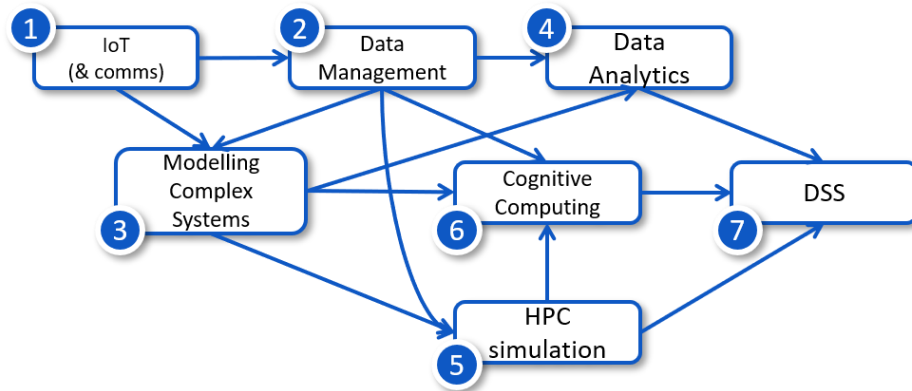 1
IoT
(& comms)
2
Data
Management
4
Data
Analytics
Modelling
Complex
Systems
3
Cognitive
Computing
6
DSS
7
HPC
simulation
5